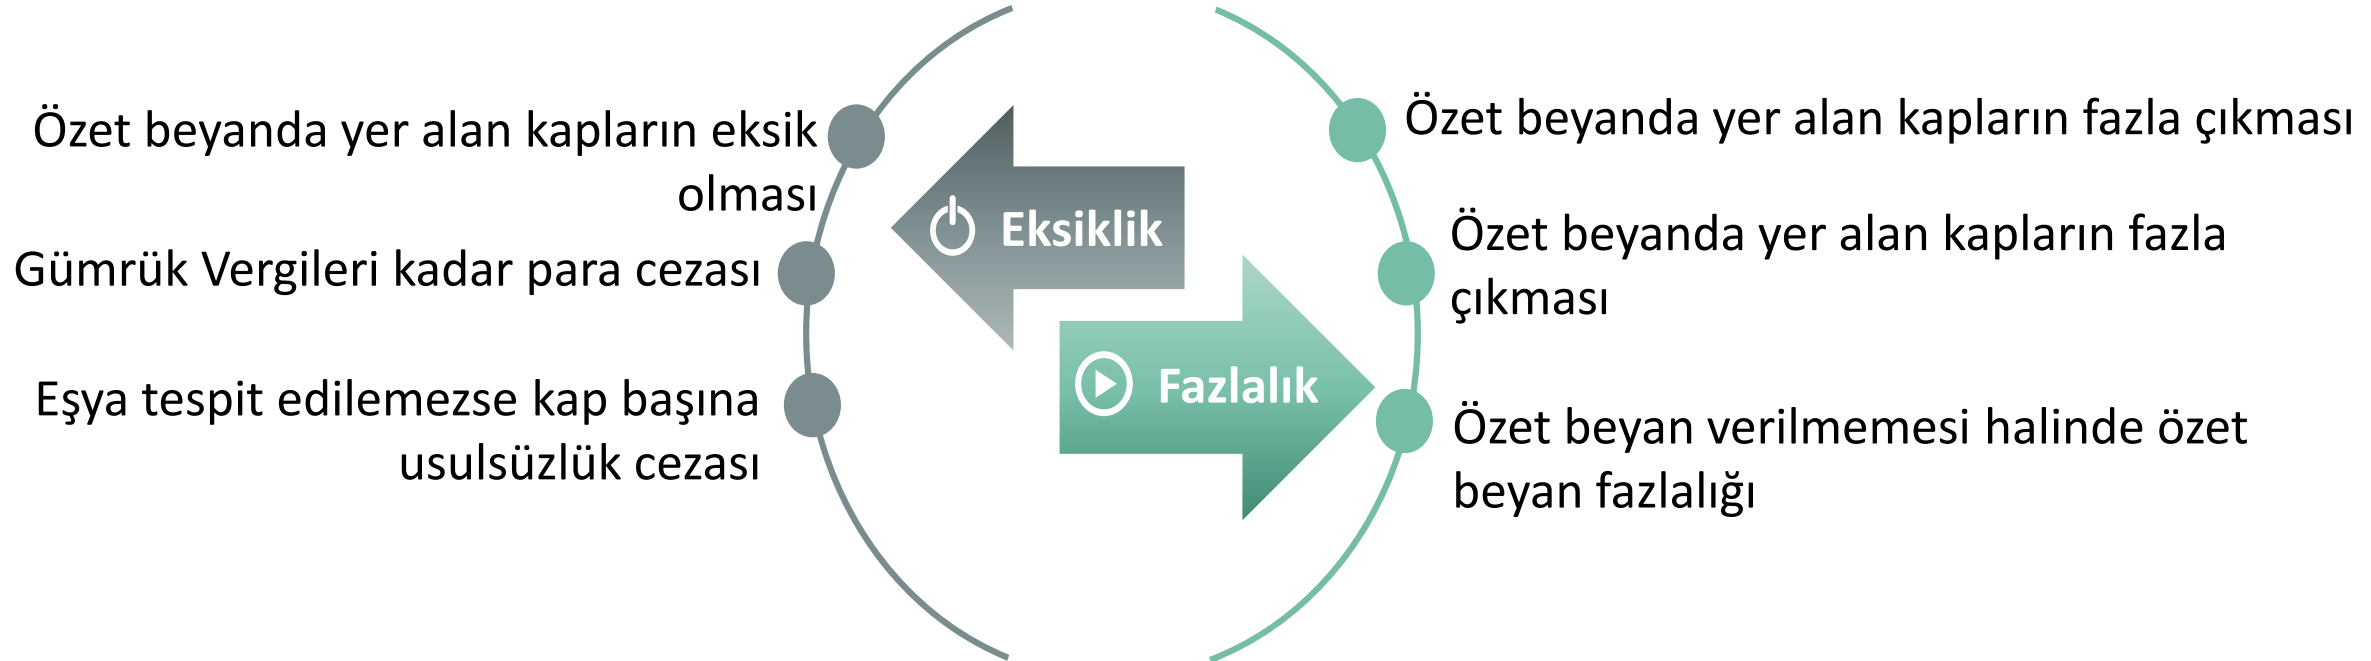 Özet beyanda yer alan kapların eksik
olması
Gümrük Vergileri kadar para cezası
Eşya tespit edilemezse kap başına
usulsüzlük cezası
Eksiklik
Fazlalık
Özet beyanda yer alan kapların fazla çıkması
Özet beyanda yer alan kapların fazla
çıkması
Özet beyan verilmemesi halinde özet
beyan fazlalığı